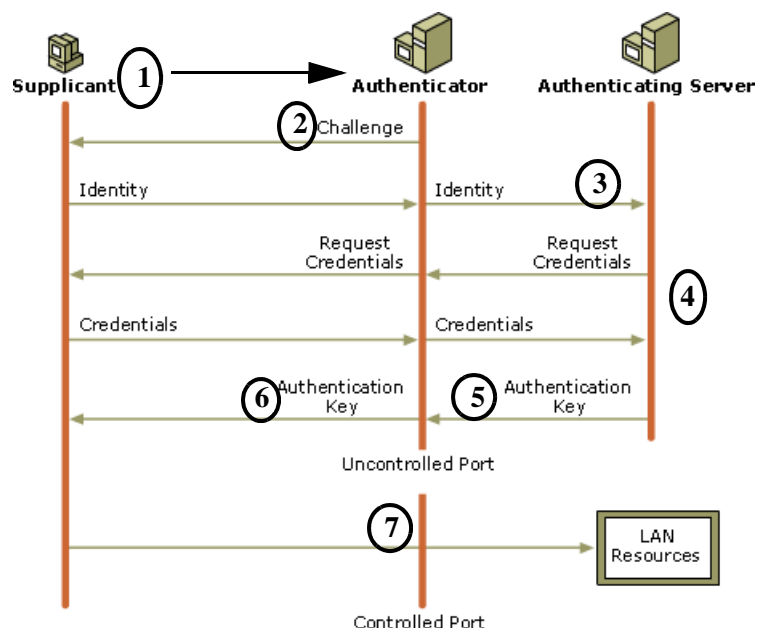 Supplicant
1
Authenticator
Authenticating Server
2
Challenge
Identity
Identity
3
Request
Credentials
Request
Credentials
4
Credentials
Credentials
6
Authentication
Key
5
Authentication
Key
Uncontrolled Port
7
LAN
Resources
Controlled Port